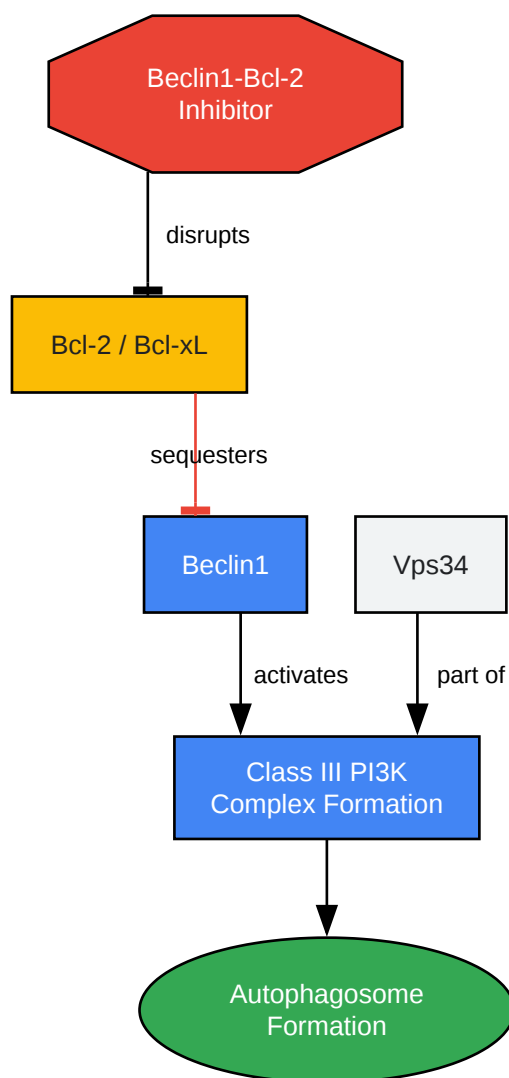 Beclin1-Bcl-2
Inhibitor
disrupts
Bcl-2 / Bcl-xL
sequesters
Beclin1
Vps34
activates
part of
Class III PI3K
Complex Formation
Autophagosome
Formation